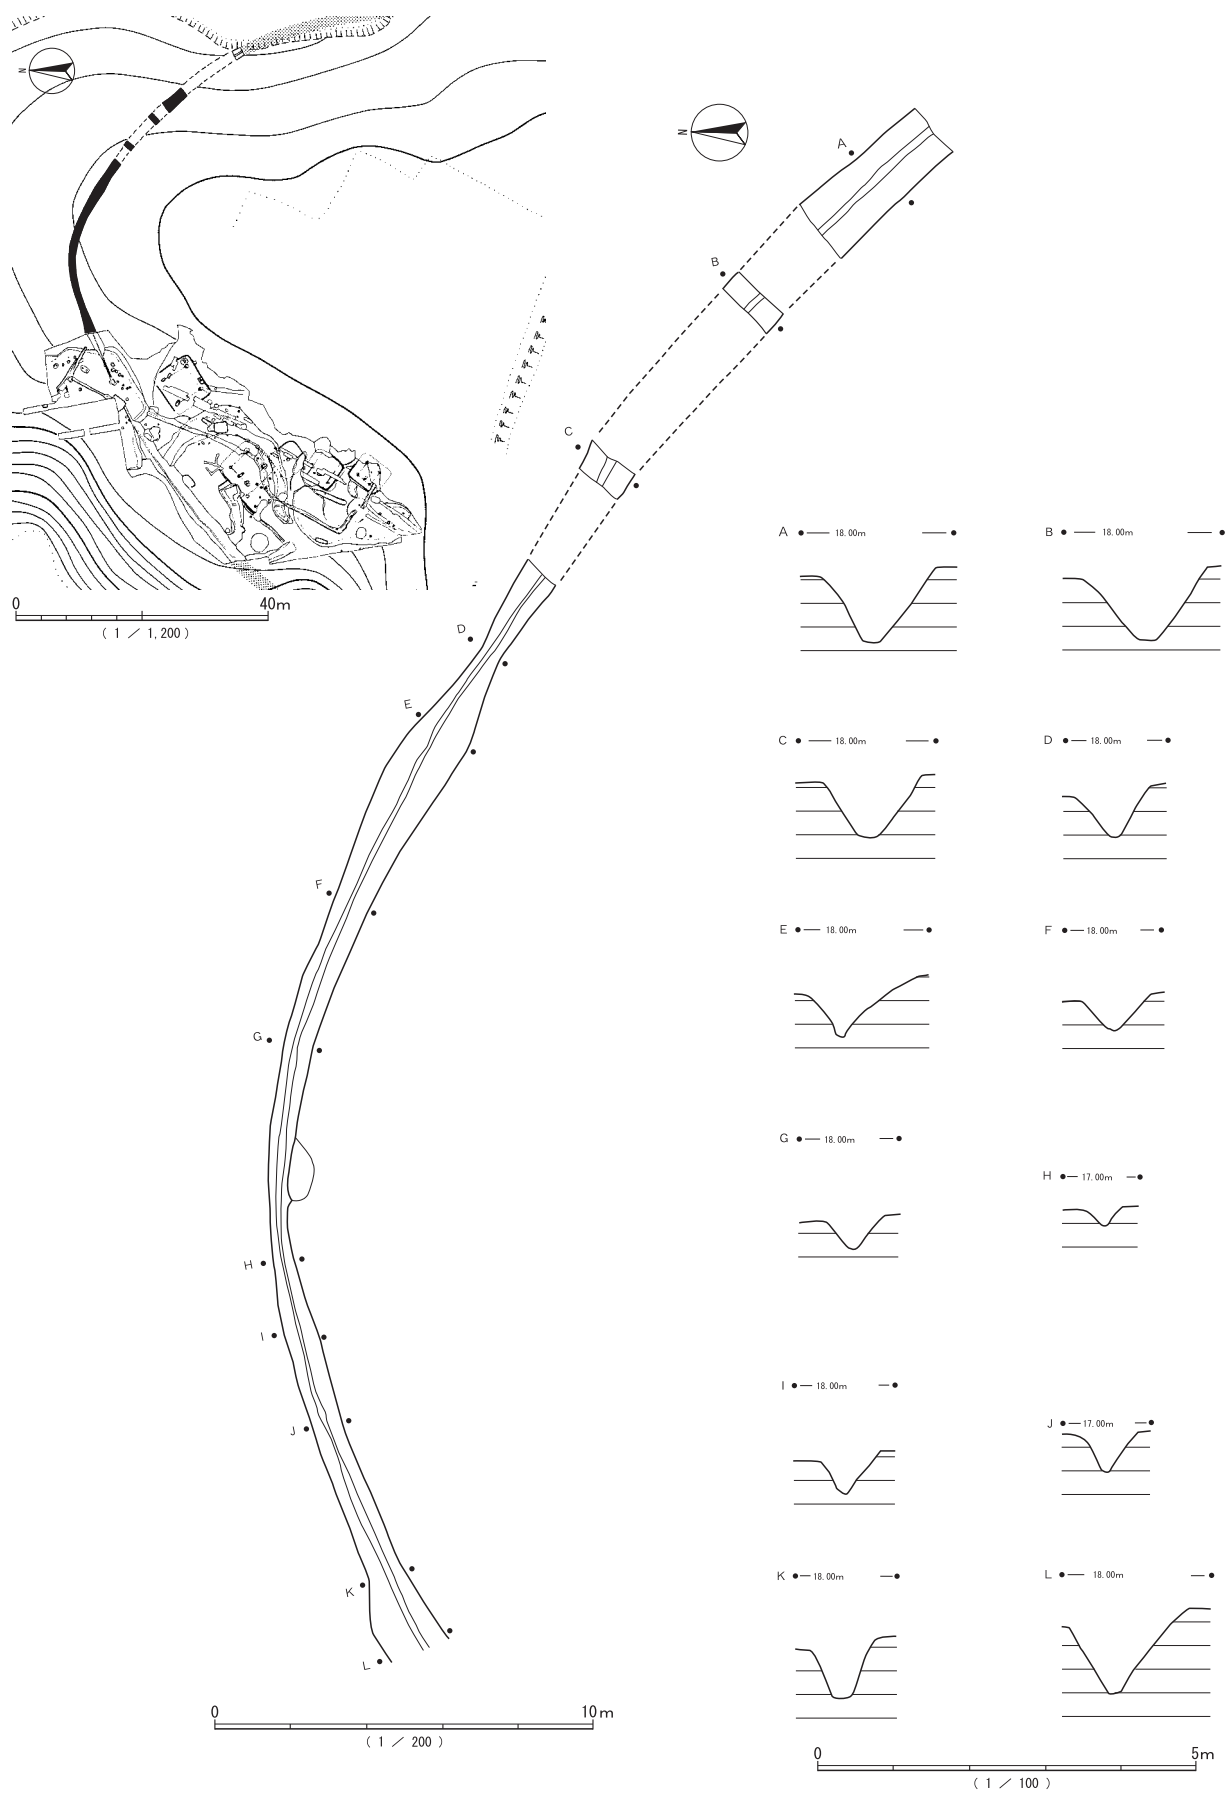 N
0 40m
( 1 ／ 1,200 )
N
A
B
C
D
E
F
G
H
I
J
K
L
0 10m
( 1 ／ 200 )
A 18.00m
B 18.00m
C 18.00m
D 18.00m
E 18.00m
F 18.00m
G 18.00m
H 17.00m
I 18.00m
J 17.00m
K 18.00m
L 18.00m
0 5m
( 1 ／ 100 )